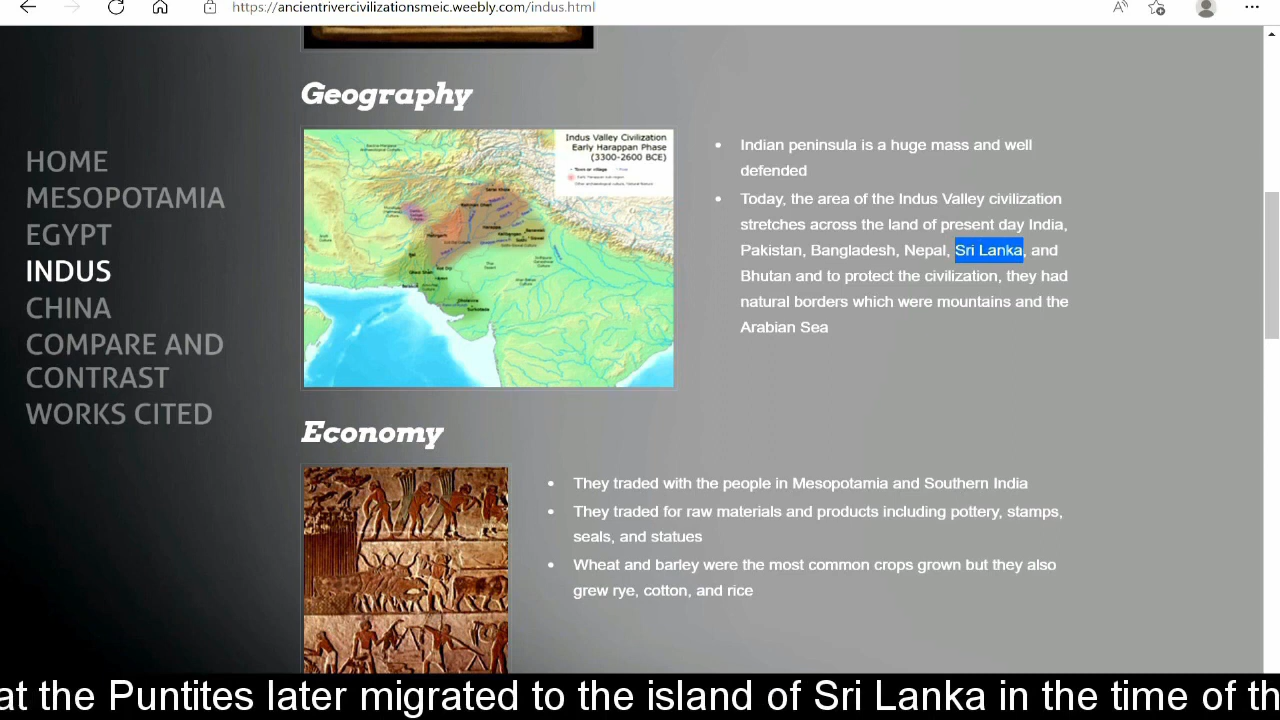 https://ancientrivercivilizationsmeic.weebly.com/indus.html
Geography
HOME
MESOPOTAMIA
EGYPT
INDUS
CHINA
COMPARE AND
CONTRAST
WORKS CITED
Indus Valley Civilization
Early Harappan Phase
(3300-2600 BCE)
• Indian peninsula is a huge mass and well
defended
• Today, the area of the Indus Valley civilization
stretches across the land of present day India,
Pakistan, Bangladesh, Nepal, Sri Lanka, and
Bhutan and to protect the civilization, they had
natural borders which were mountains and the
Arabian Sea
Economy
• They traded with the people in Mesopotamia and Southern India
• They traded for raw materials and products including pottery, stamps,
seals, and statues
• Wheat and barley were the most common crops grown but they also
grew rye, cotton, and rice
at the Puntites later migrated to the island of Sri Lanka in the time of th